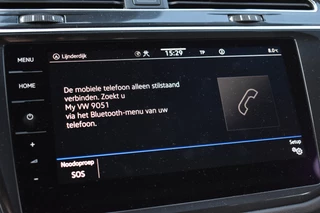 MENU
Lijnderdijk
15:29
TP
8.0°C
HOME
De mobiele telefoon alleen stilstaand
verbinden. Zoekt u
My VW 9051
via het Bluetooth-menu van uw
telefoon.
Setup
Noodoproep
SOS